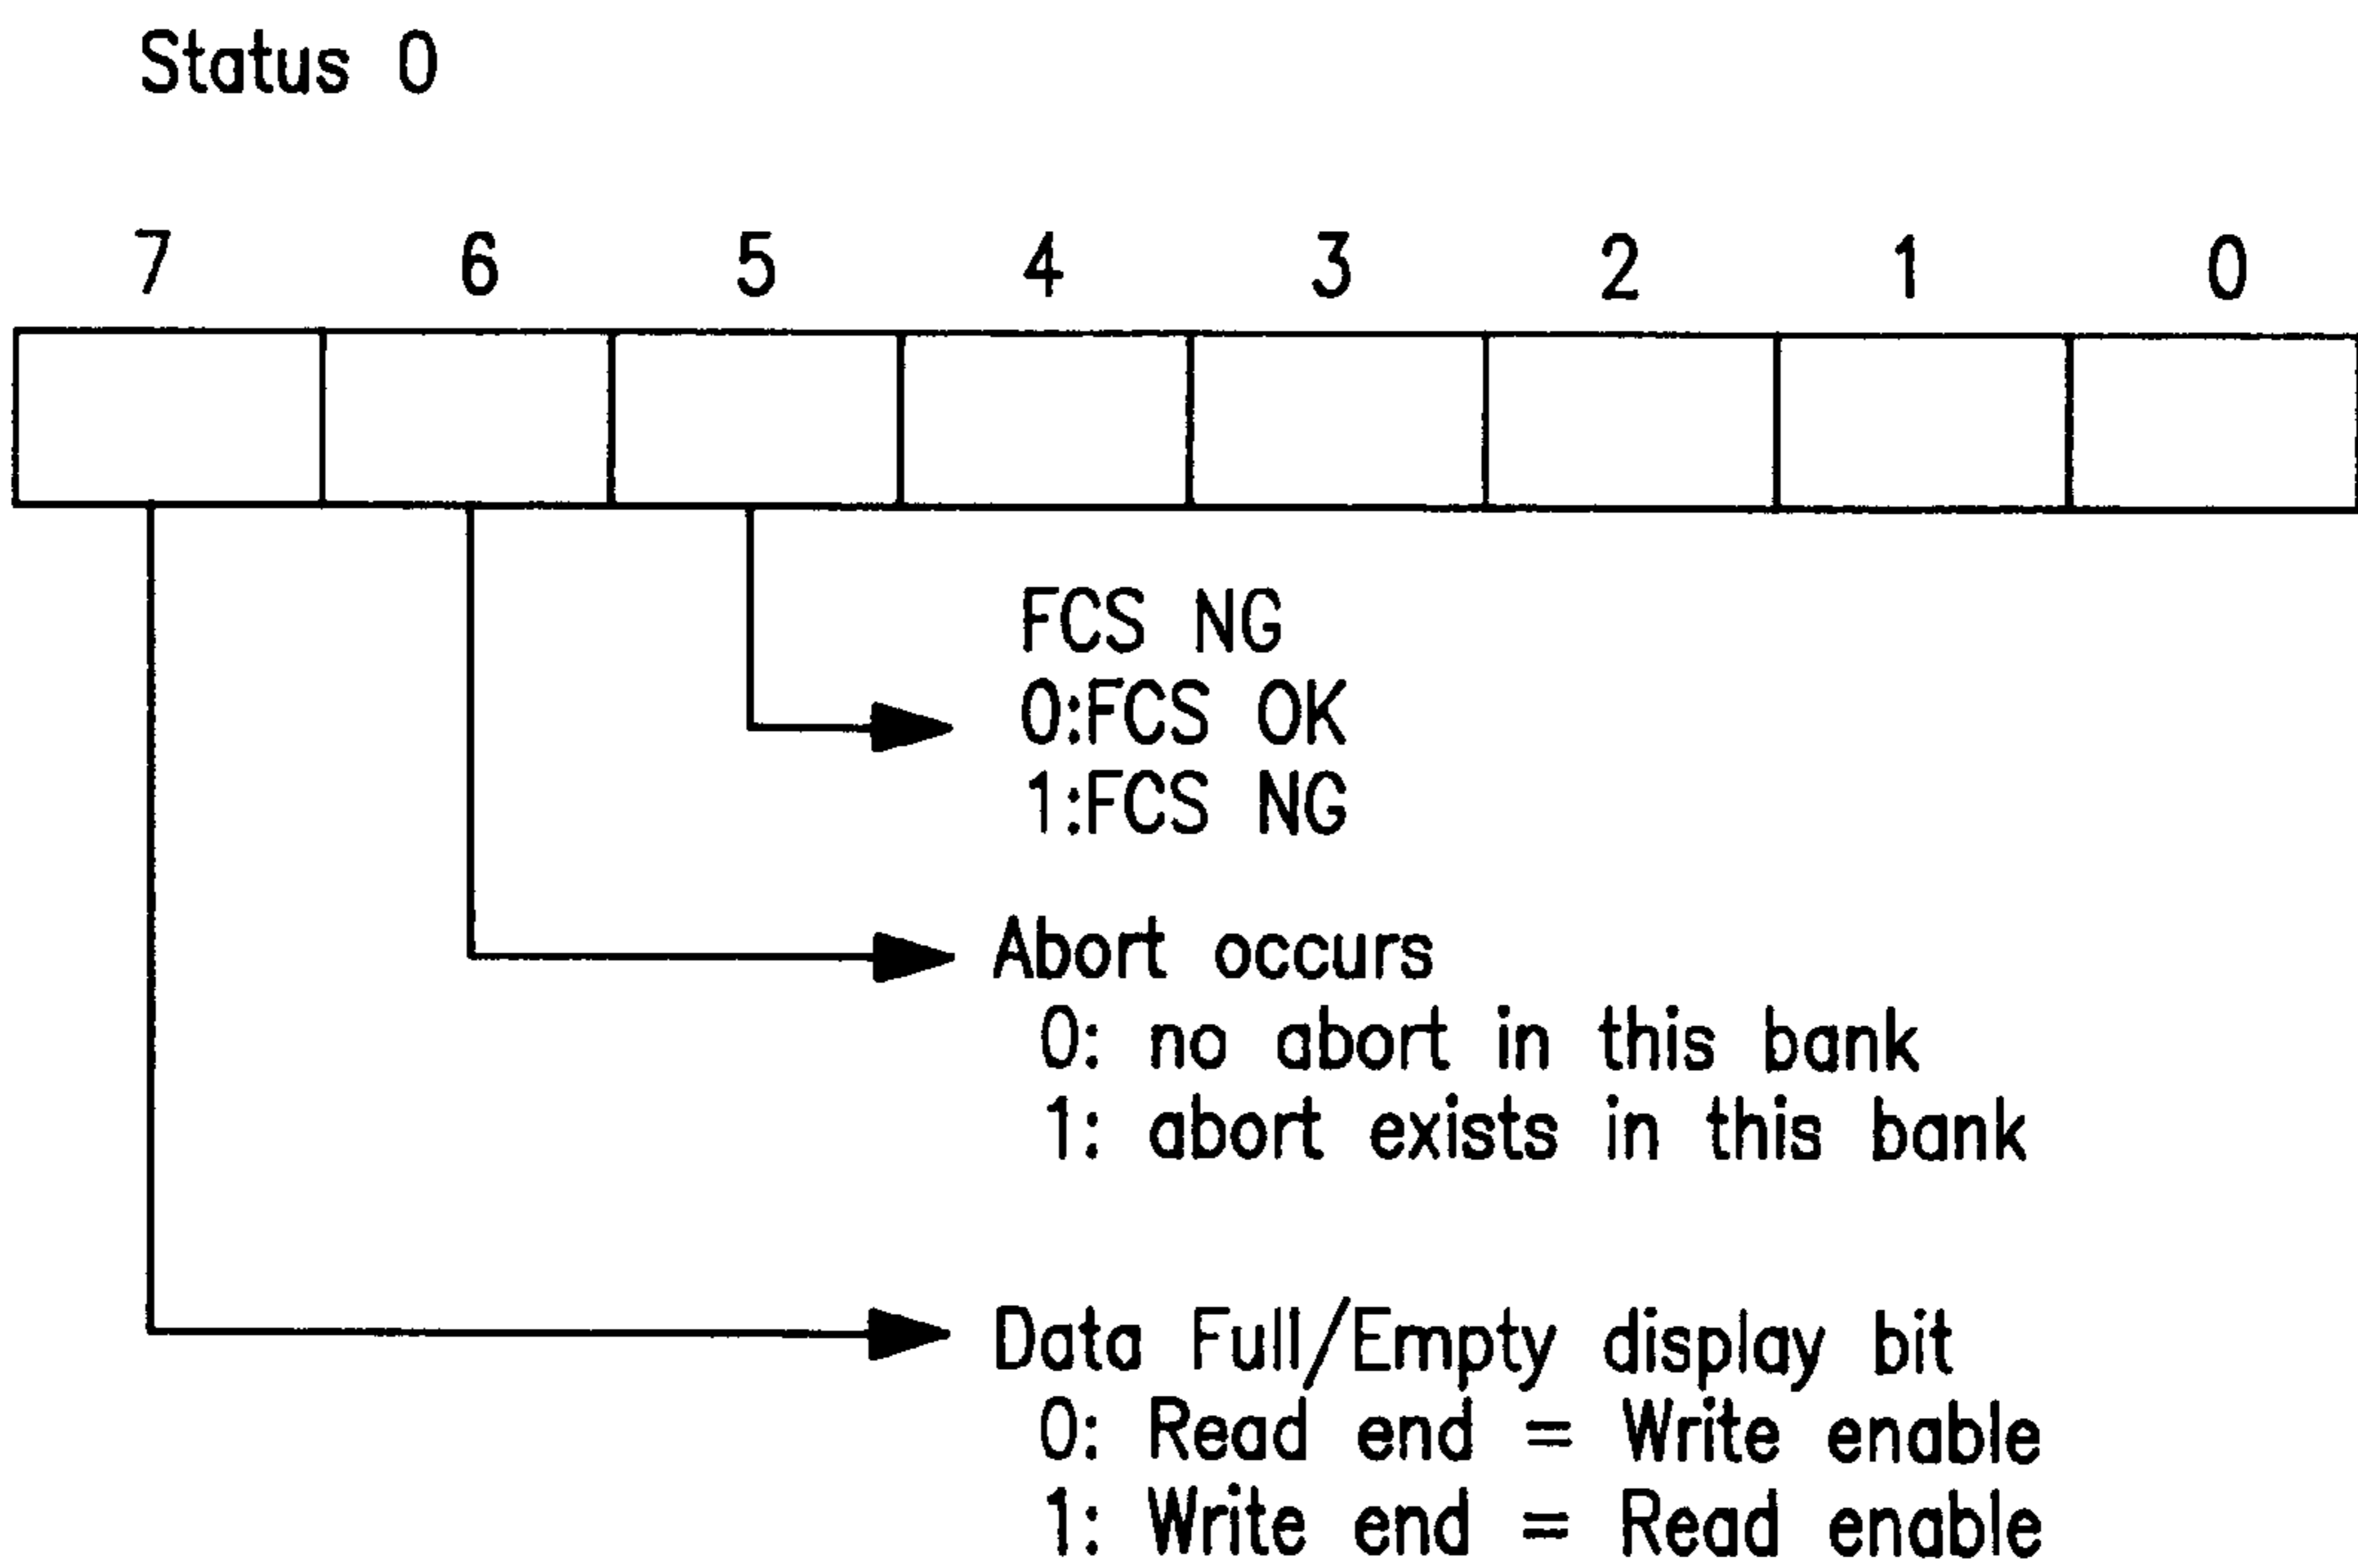 Status 0
7 6 5 4 3 2 1 0
FCS NG
0:FCS OK
1:FCS NG
Abort occurs
0: no abort in this bank
1: abort exists in this bank
Data Full/Empty display bit
0: Read end = Write enable
1: Write end = Read enable